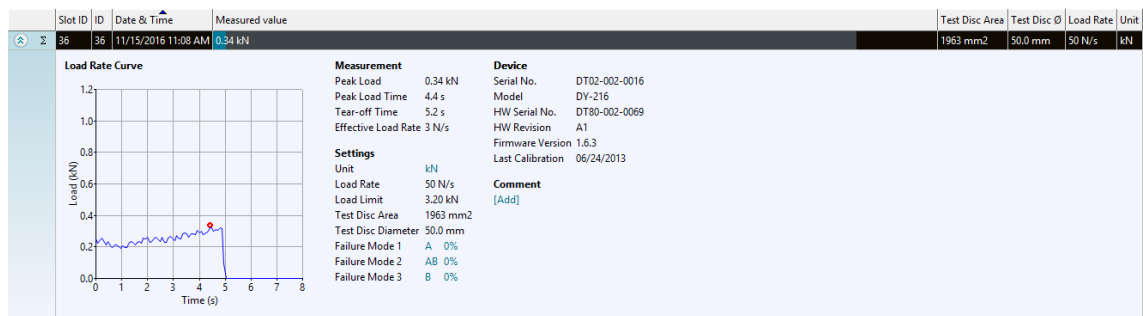 Slot ID ID Date & Time Measured value Test Disc Area Test Disc Ø Load Rate Unit
Σ 36 36 11/15/2016 11:08 AM 0.34 kN 1963 mm2 50.0 mm 50 N/s kN
Load Rate Curve
1.2
1.0
0.8
0.6
0.4
0.2
0.0
Load (kN)
0 1 2 3 4 5 6 7 8
Time (s)
Measurement
Peak Load 0.34 kN
Peak Load Time 4.4 s
Tear-off Time 5.2 s
Effective Load Rate 3 N/s
Settings
Unit kN
Load Rate 50 N/s
Load Limit 3.20 kN
Test Disc Area 1963 mm2
Test Disc Diameter 50.0 mm
Failure Mode 1 A 0%
Failure Mode 2 AB 0%
Failure Mode 3 B 0%
Device
Serial No. DT02-002-0016
Model DY-216
HW Serial No. DT80-002-0069
HW Revision A1
Firmware Version 1.6.3
Last Calibration 06/24/2013
Comment
[Add]